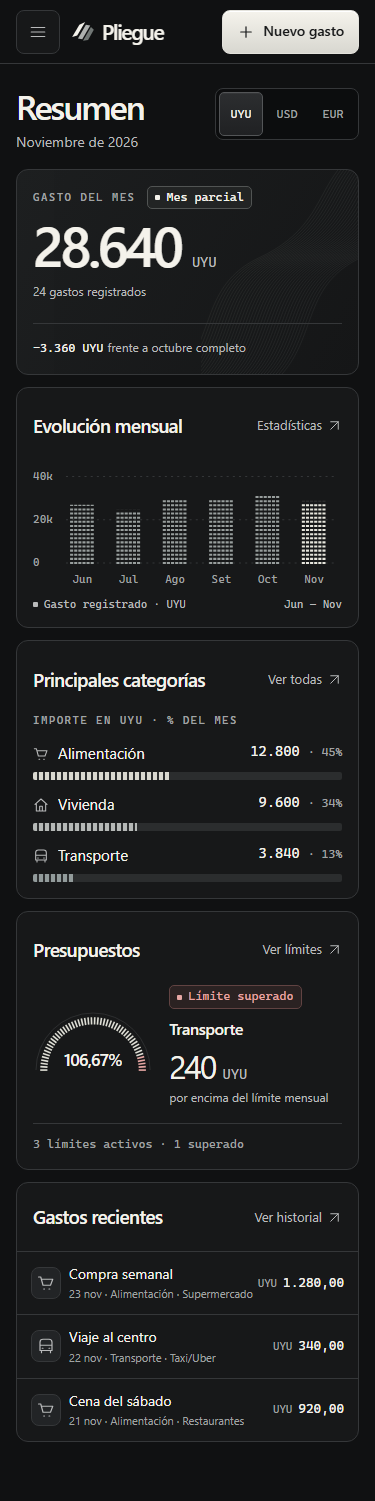 Pliegue
Nuevo gasto
Resumen
UYU USD EUR
Noviembre de 2026
GASTO DEL MES
Mes parcial
28.640 UYU
24 gastos registrados
−3.360 UYU frente a octubre completo
Evolución mensual
Estadísticas
40k
20k
0
Jun Jul Ago Set Oct Nov
Gasto registrado · UYU
Jun — Nov
Principales categorías
Ver todas
IMPORTE EN UYU · % DEL MES
Alimentación 12.800 · 45%
Vivienda 9.600 · 34%
Transporte 3.840 · 13%
Presupuestos
Ver límites
106,67%
Límite superado
Transporte
240 UYU
por encima del límite mensual
3 límites activos · 1 superado
Gastos recientes
Ver historial
Compra semanal
23 nov · Alimentación · Supermercado
UYU 1.280,00
Viaje al centro
22 nov · Transporte · Taxi/Uber
UYU 340,00
Cena del sábado
21 nov · Alimentación · Restaurantes
UYU 920,00